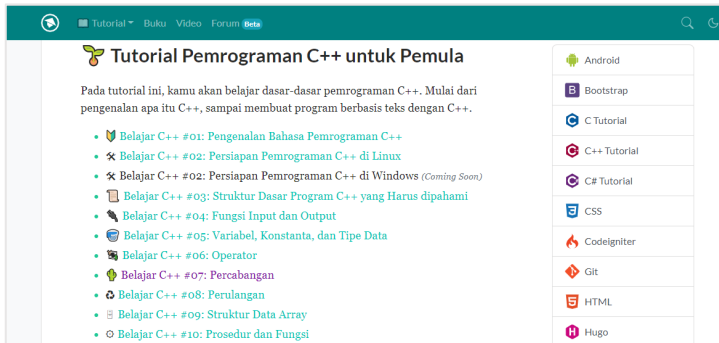 Tutorial Buku Video Forum Beta
Tutorial Pemrograman C++ untuk Pemula
Pada tutorial ini, kamu akan belajar dasar-dasar pemrograman C++. Mulai dari
pengenalan apa itu C++, sampai membuat program berbasis teks dengan C++.
Belajar C++ #01: Pengenalan Bahasa Pemrograman C++
Belajar C++ #02: Persiapan Pemrograman C++ di Linux
Belajar C++ #02: Persiapan Pemrograman C++ di Windows (Coming Soon)
Belajar C++ #03: Struktur Dasar Program C++ yang Harus dipahami
Belajar C++ #04: Fungsi Input dan Output
Belajar C++ #05: Variabel, Konstanta, dan Tipe Data
Belajar C++ #06: Operator
Belajar C++ #07: Percabangan
Belajar C++ #08: Perulangan
Belajar C++ #09: Struktur Data Array
Belajar C++ #10: Prosedur dan Fungsi
Android
Bootstrap
C Tutorial
C++ Tutorial
C# Tutorial
CSS
Codeigniter
Git
HTML
Hugo